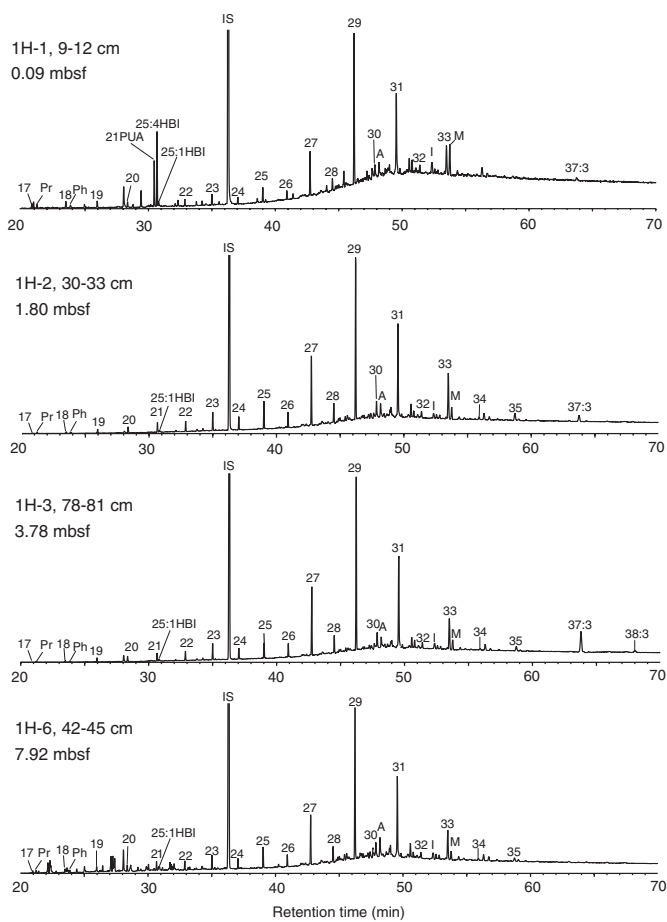 IS
29
1H-1, 9-12 cm
0.09 mbsf
25:4HBI
21PUA
25:1HBI
31
27
30
A
33 M
I
32
28
25
26
24
23
22
20
17 Pr 18 Ph 19
37:3
20 30 40 50 60 70
IS
29
1H-2, 30-33 cm
1.80 mbsf
31
27
30
33
25:1HBI
25
28
A
M
17 Pr 18 Ph 19 20 21 22 23 24 26 32 I 34 35 37:3
20 30 40 50 60 70
IS
29
1H-3, 78-81 cm
3.78 mbsf
31
27
33
25:1HBI
25
28
30 A
37:3
17 Pr 18 Ph 19 20 21 22 23 24 26 32 I M 34 35 38:3
20 30 40 50 60 70
IS
29
1H-6, 42-45 cm
7.92 mbsf
31
27
33
25:1HBI
30 A
17 Pr 18 Ph 19 20 21 22 23 24 25 26 28 32 I M 34 35
20 30 40 50 60 70
Retention time (min)